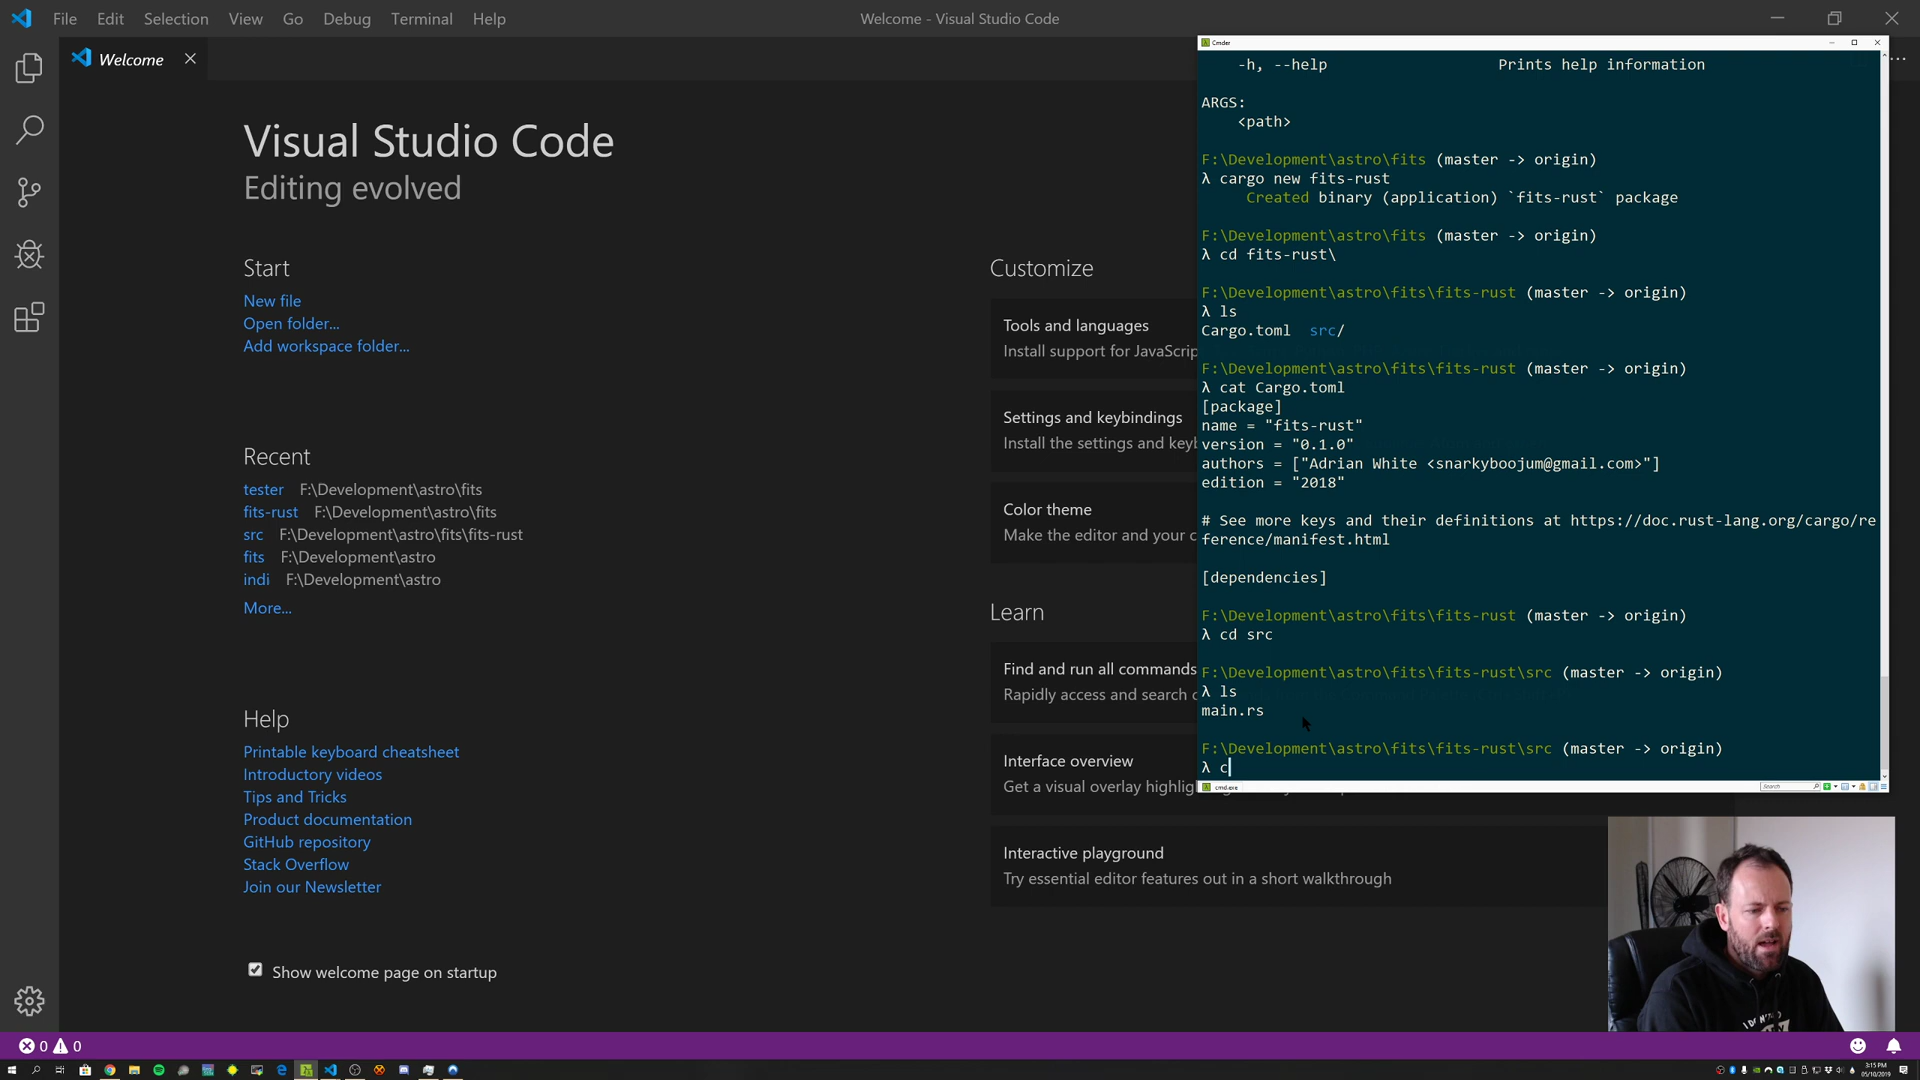 File Edit Selection View Go Debug Terminal Help
Welcome - Visual Studio Code
Welcome
Visual Studio Code
Editing evolved
Start
New file
Open folder...
Add workspace folder...
Recent
tester F:\Development\astro\fits
fits-rust F:\Development\astro\fits
src F:\Development\astro\fits\fits-rust
fits F:\Development\astro
indi F:\Development\astro
More...
Help
Printable keyboard cheatsheet
Introductory videos
Tips and Tricks
Product documentation
GitHub repository
Stack Overflow
Join our Newsletter
Show welcome page on startup
Customize
Tools and languages
Install support for JavaScrip
Settings and keybindings
Install the settings and keyb
Color theme
Make the editor and your c
Learn
Find and run all commands
Rapidly access and search c
Interface overview
Get a visual overlay highlig
Interactive playground
Try essential editor features out in a short walkthrough
Cmder
-h, --help Prints help information
ARGS:
<path>
F:\Development\astro\fits (master -> origin)
λ cargo new fits-rust
Created binary (application) `fits-rust` package
F:\Development\astro\fits (master -> origin)
λ cd fits-rust\
F:\Development\astro\fits\fits-rust (master -> origin)
λ ls
Cargo.toml src/
F:\Development\astro\fits\fits-rust (master -> origin)
λ cat Cargo.toml
[package]
name = "fits-rust"
version = "0.1.0"
authors = ["Adrian White <snarkyboojum@gmail.com>"]
edition = "2018"
# See more keys and their definitions at https://doc.rust-lang.org/cargo/re
ference/manifest.html
[dependencies]
F:\Development\astro\fits\fits-rust (master -> origin)
λ cd src
F:\Development\astro\fits\fits-rust\src (master -> origin)
λ ls
main.rs
F:\Development\astro\fits\fits-rust\src (master -> origin)
λ c
cmd.exe
Search
I DON'T
0 0
3:15 PM
05/10/2019